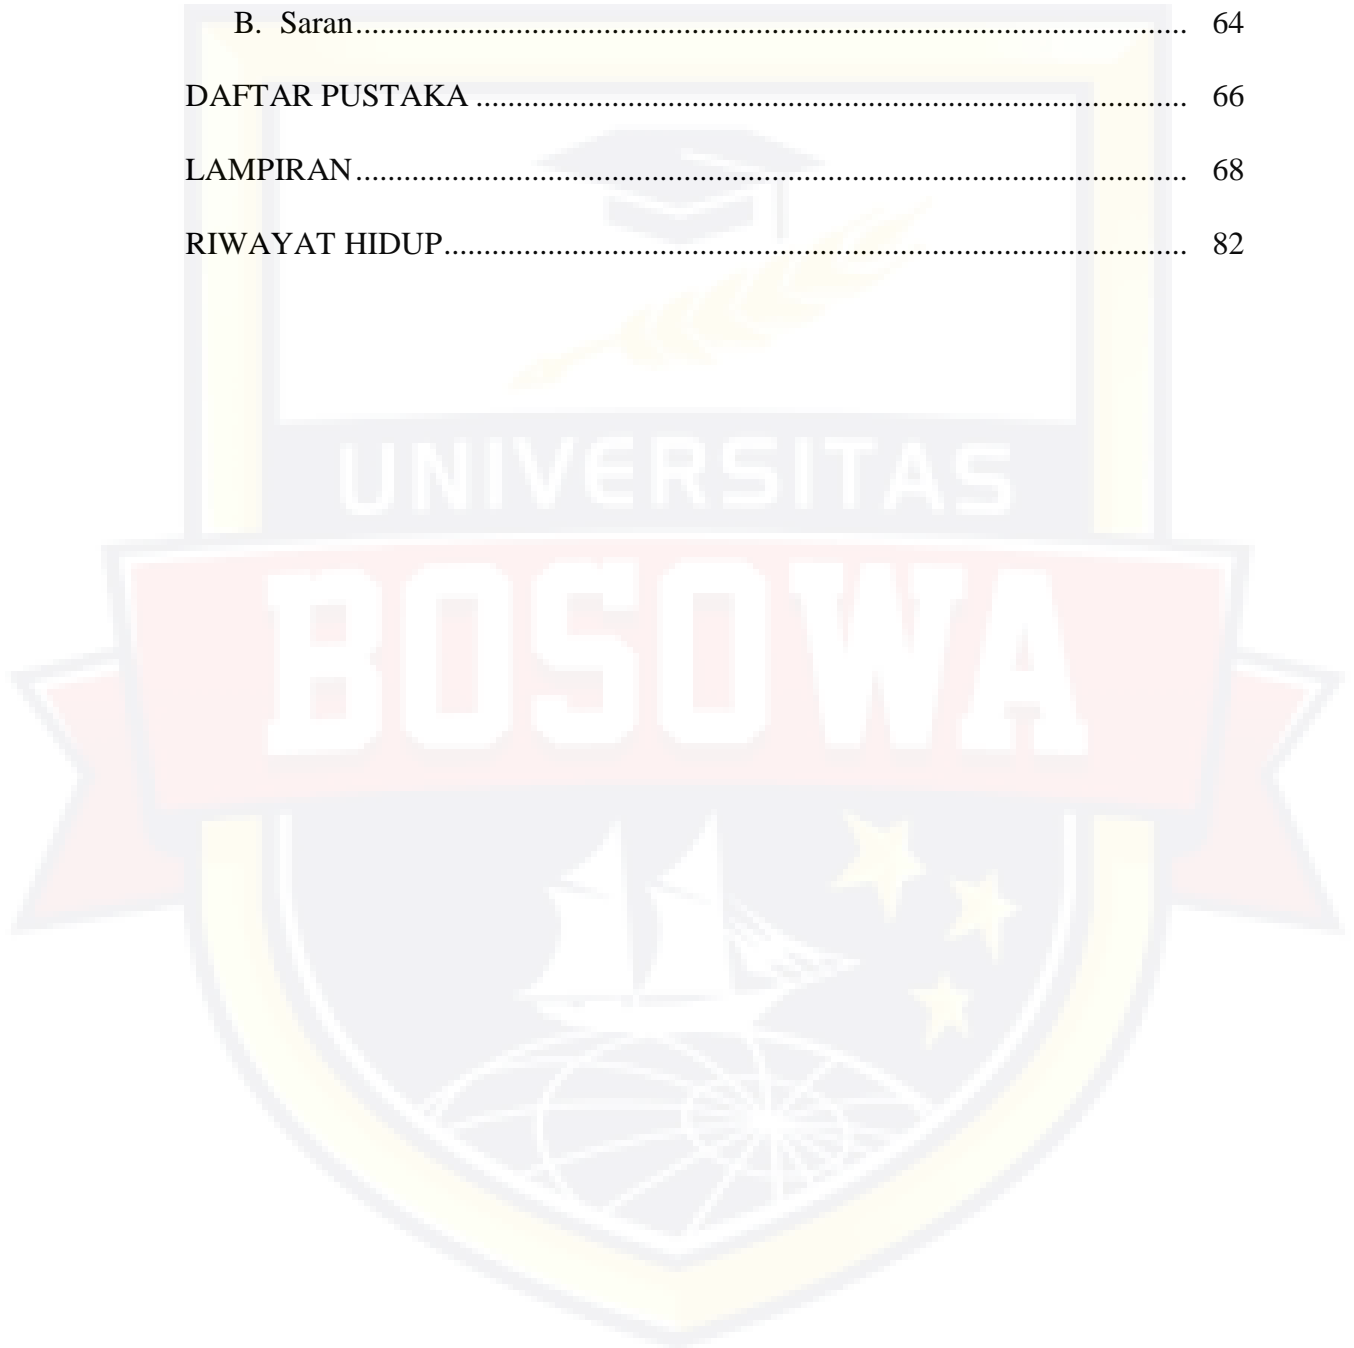 B. Saran.......................................................................................................... 64
DAFTAR PUSTAKA .......................................................................................... 66
LAMPIRAN.......................................................................................................... 68
RIWAYAT HIDUP............................................................................................... 82
UNIVERSITAS
BOSOWA